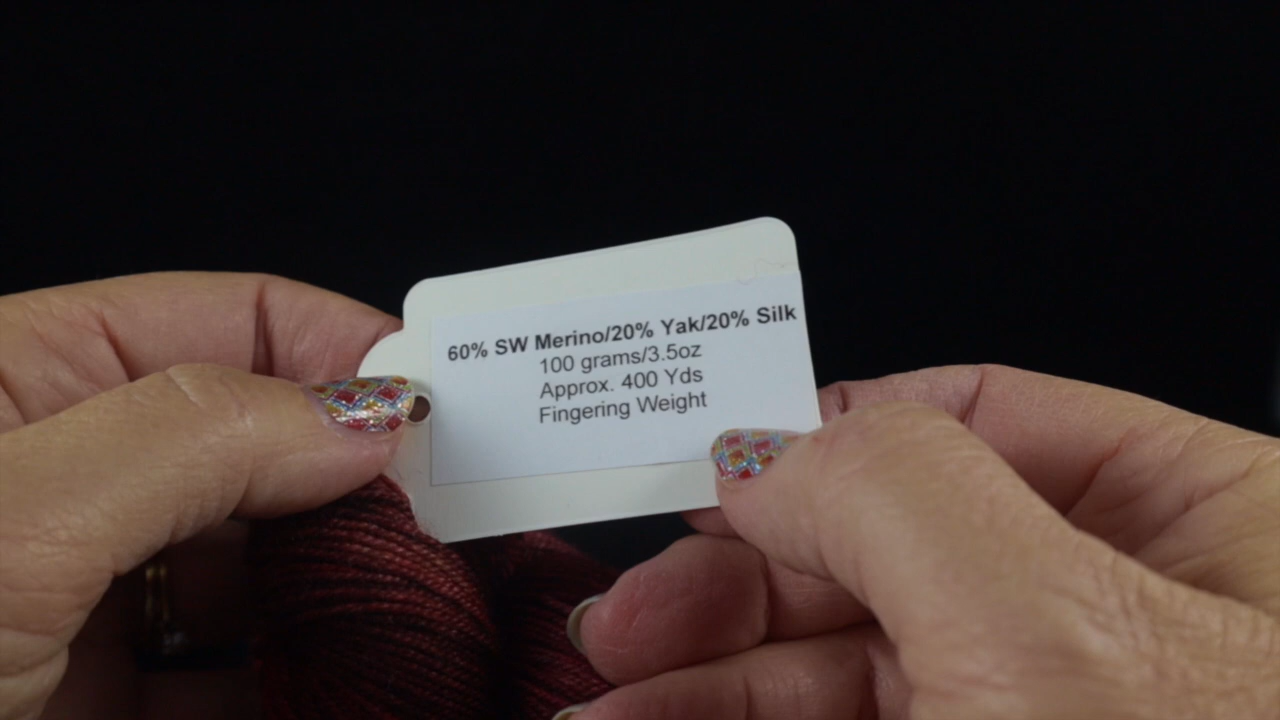 60% SW Merino/20% Yak/20% Silk
100 grams/3.5oz
Approx. 400 Yds
Fingering Weight